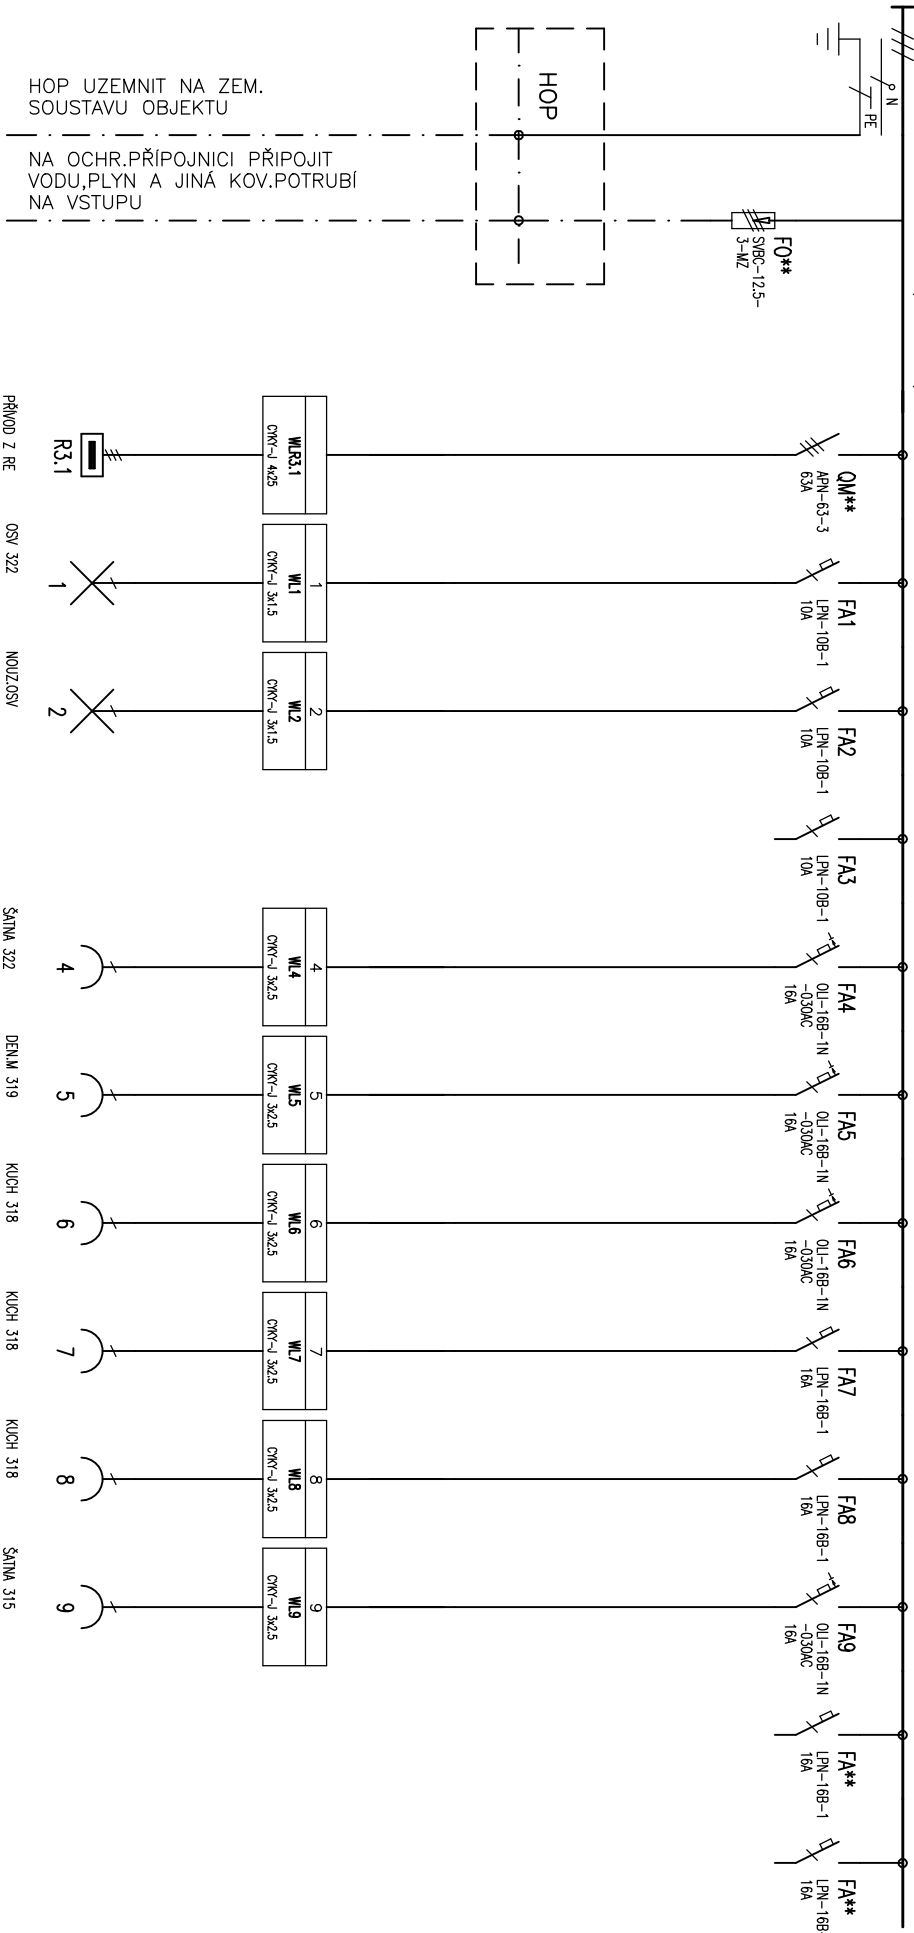 HOP UZEMNIT NA ZEM.
SOUSTAVU OBJEKTU
NA OCHR.PŘÍPOJNICI PŘIPOJIT
VODU,PLYN A JINÁ KOV.POTRUBÍ
NA VSTUPU
HOP
N
PE
FO**
SVBC-12.5-
3-MZ
QM**
APN-63-3
63A
WLR3.1
CYKY-J 4x25
R3.1
PŘÍVOD Z RE
FA1
LPN-10B-1
10A
1
WL1
CYKY-J 3x1.5
1
OSV 322
FA2
LPN-10B-1
10A
2
WL2
CYKY-J 3x1.5
2
NOUZ.OSV
FA3
LPN-10B-1
10A
FA4
OLI-16B-1N
-030AC
16A
4
WL4
CYKY-J 3x2.5
4
ŠATNA 322
FA5
OLI-16B-1N
-030AC
16A
5
WL5
CYKY-J 3x2.5
5
DEN.M 319
FA6
OLI-16B-1N
-030AC
16A
6
WL6
CYKY-J 3x2.5
6
KUCH 318
FA7
LPN-16B-1
16A
7
WL7
CYKY-J 3x2.5
7
KUCH 318
FA8
LPN-16B-1
16A
8
WL8
CYKY-J 3x2.5
8
KUCH 318
FA9
OLI-16B-1N
-030AC
16A
9
WL9
CYKY-J 3x2.5
9
ŠATNA 315
FA**
LPN-16B-1
16A
FA**
LPN-16B
16A